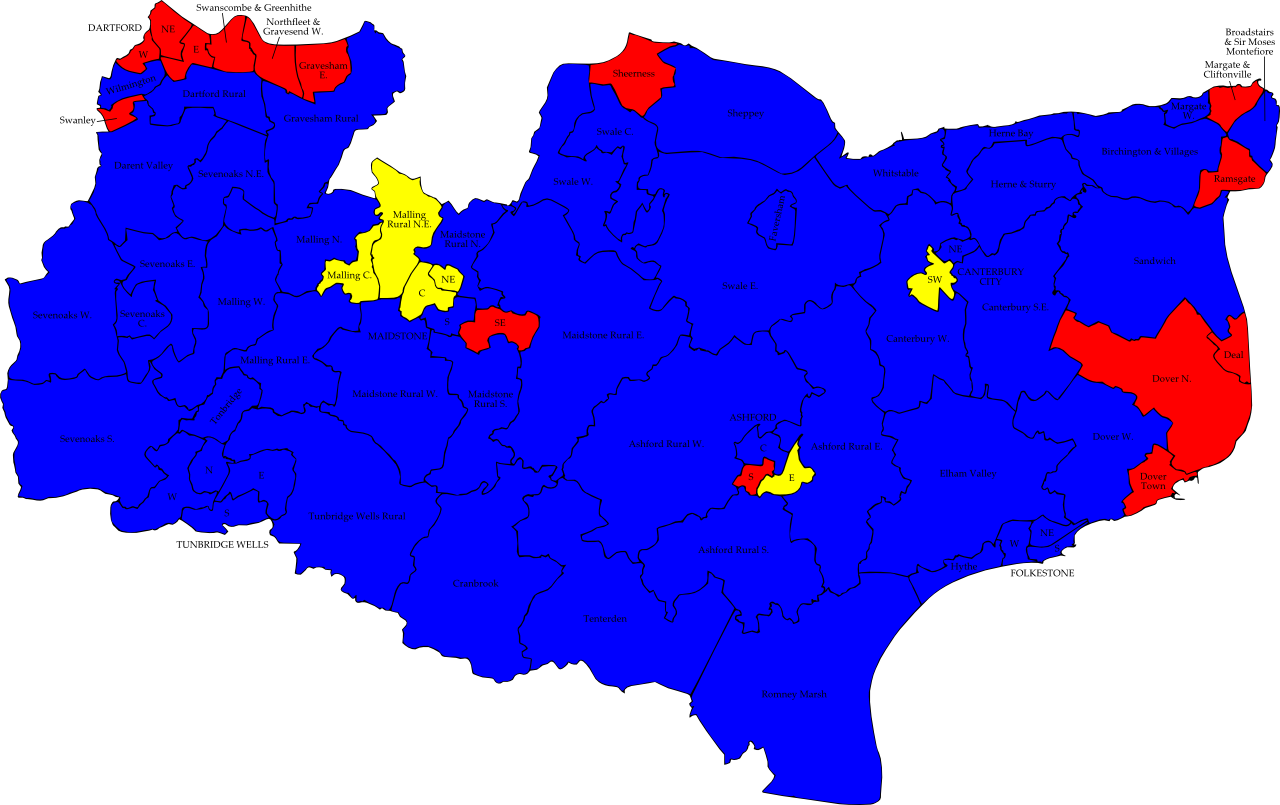 Swanscombe & Greenhithe
DARTFORD
NE
Northfleet &
Gravesend W.
W
E
Gravesham
E.
Wilmington
Dartford Rural
Swanley
Gravesham Rural
Darent Valley
Sevenoaks N.E.
Sheerness
Sheppey
Swale C.
Swale W.
Faversham
Swale E.
Broadstairs
& Sir Moses
Montefiore
Margate &
Cliftonville
Margate
W.
Herne Bay
Birchington & Villages
Whitstable
Herne & Sturry
Ramsgate
Malling
Rural N.E.
Malling N.
Maidstone
Rural N.
Malling C.
NE
C
S
SE
MAIDSTONE
Sevenoaks E.
Sevenoaks W.
Sevenoaks
C.
Malling W.
NE
SW
CANTERBURY
CITY
Sandwich
Canterbury S.E.
Canterbury W.
Maidstone Rural E.
Malling Rural E.
Tonbridge
Maidstone Rural W.
Maidstone
Rural S.
Deal
Dover N.
Sevenoaks S.
ASHFORD
C
S
E
Ashford Rural W.
Ashford Rural E.
Dover W.
Elham Valley
Dover
Town
N
E
W
S
TUNBRIDGE WELLS
Tunbridge Wells Rural
Ashford Rural S.
Cranbrook
Tenterden
Hythe
W
NE
FOLKESTONE
Romney Marsh